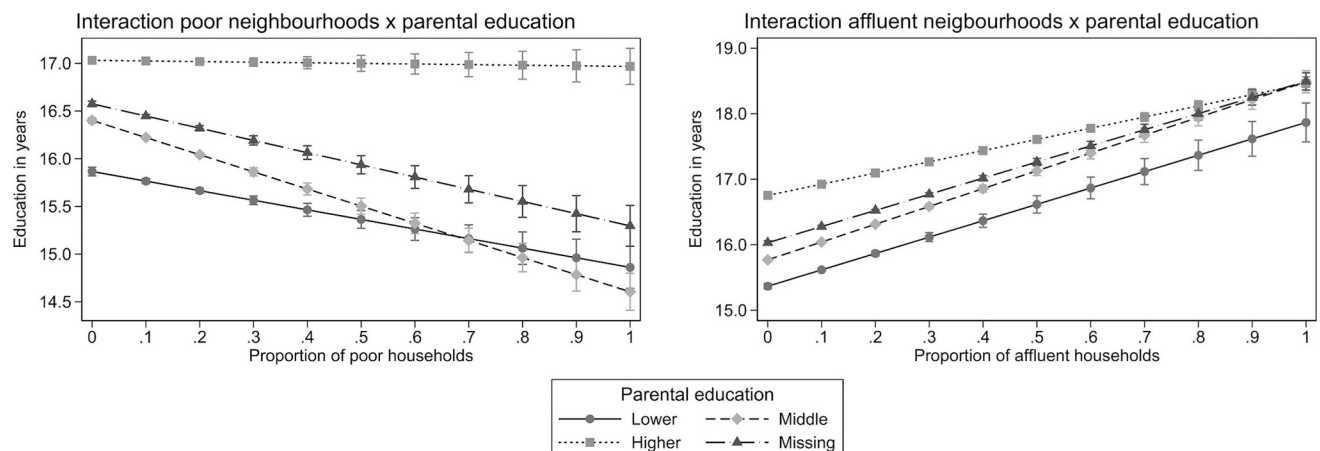 Interaction poor neighbourhoods x parental education
Education in years
17.0
16.5
16.0
15.5
15.0
14.5
0 .1 .2 .3 .4 .5 .6 .7 .8 .9 1
Proportion of poor households
Interaction affluent neigbourhoods x parental education
Education in years
19.0
18.0
17.0
16.0
15.0
0 .1 .2 .3 .4 .5 .6 .7 .8 .9 1
Proportion of affluent households
Parental education
Lower Middle
Higher Missing